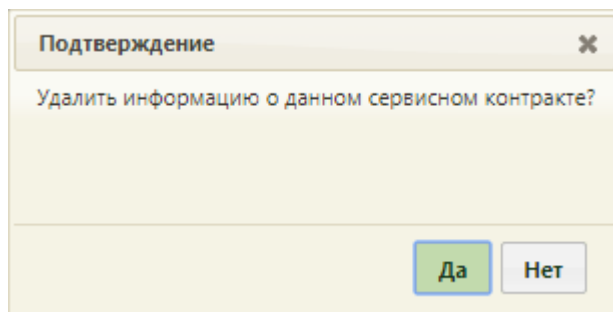 Подтверждение
Удалить информацию о данном сервисном контракте?
Да
Нет